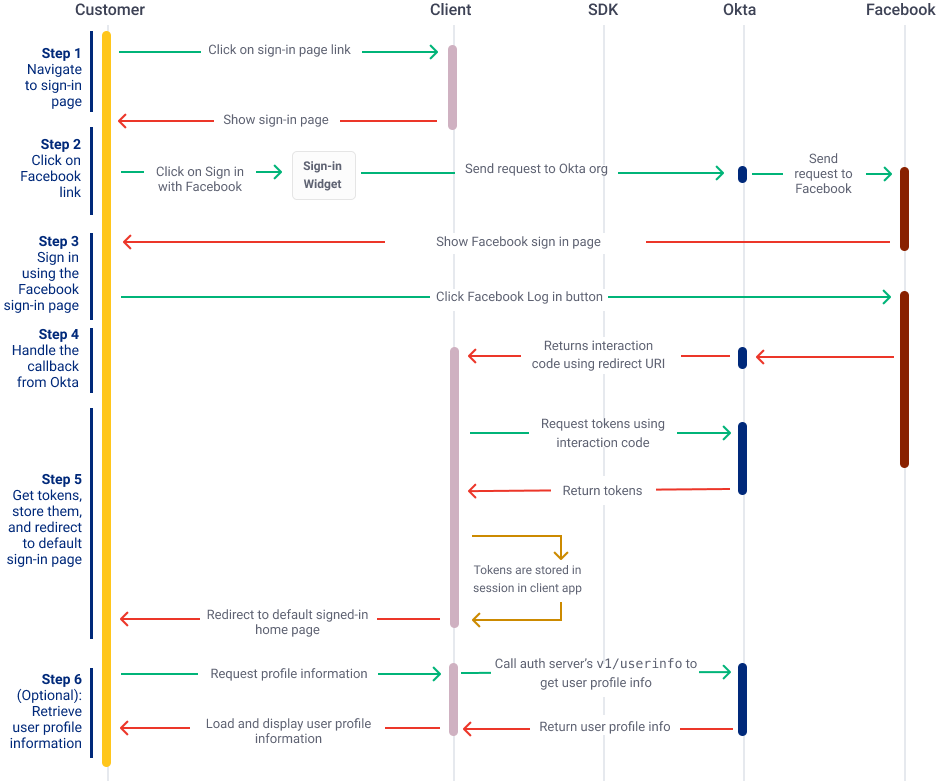 Customer
Client
SDK
Okta
Facebook
Step 1
Navigate
to sign-in
page
Click on sign-in page link
Show sign-in page
Step 2
Click on
Facebook
link
Click on Sign in
with Facebook
Sign-in
Widget
Send request to Okta org
Send
request to
Facebook
Step 3
Sign in
using the
Facebook
sign-in page
Show Facebook sign in page
Click Facebook Log in button
Step 4
Handle the
callback
from Okta
Returns interaction
code using redirect URI
Step 5
Get tokens,
store them,
and redirect
to default
sign-in page
Request tokens using
interaction code
Return tokens
Tokens are stored in
session in client app
Redirect to default signed-in
home page
Step 6
(Optional):
Retrieve
user profile
information
Request profile information
Call auth server's v1/userinfo to
get user profile info
Load and display user profile
information
Return user profile info